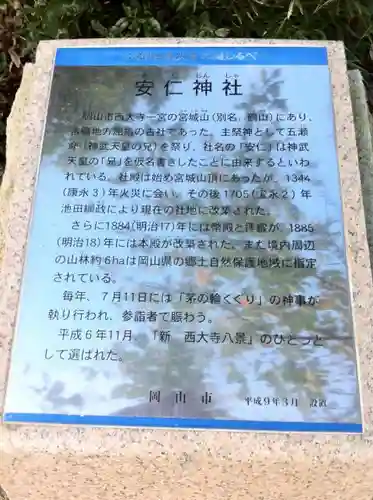 安仁神社
岡山市西大寺一宮の宮城山(別名、鶴山)にあり、
備前地方屈指の古社であった。主祭神として五瀬
命(神武天皇の兄)を祭り、社名の「安仁」は神武
天皇の「兄」を仮名書きしたことに由来するといわ
れている。社殿は始め宮城山頂にあったが、1344
(康永3)年火災に会い、その後1705(宝永2)年
池田綱政により現在の社地に改築された。
さらに1884(明治17)年には幣殿と拝殿が、1885
(明治18)年には本殿が改築された。また境内周辺
の山林約6haは岡山県の郷土自然保護地域に指定
されている。
毎年、7月11日には「茅の輪くぐり」の神事が
執り行われ、参詣者で賑わう。
平成6年11月、「新 西大寺八景」のひとつと
して選ばれた。
岡山市 平成9年3月 設置